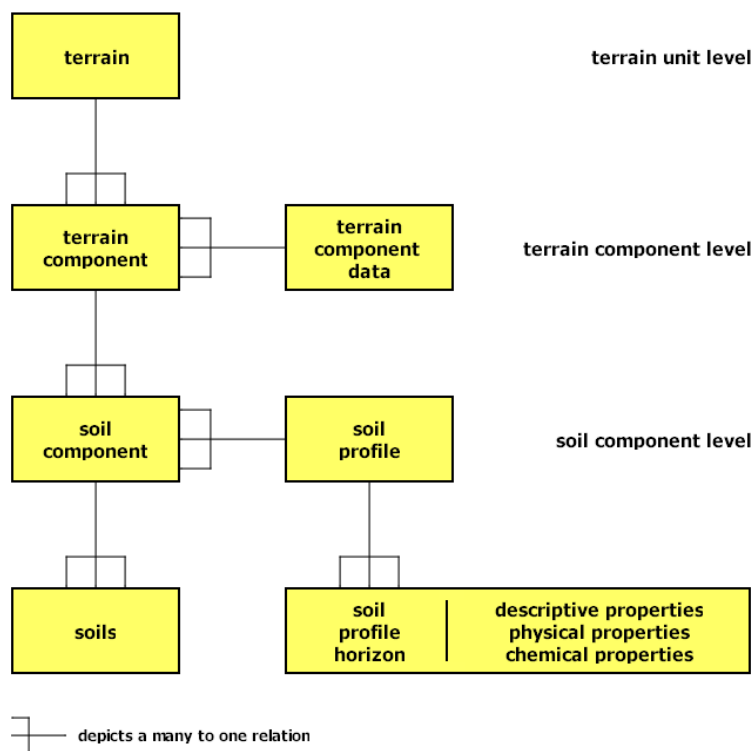 terrain
terrain unit level
terrain
component
terrain
component
data
terrain component level
soil
component
soil
profile
soil component level
soils
soil
profile
horizon
descriptive properties
physical properties
chemical properties
depicts a many to one relation